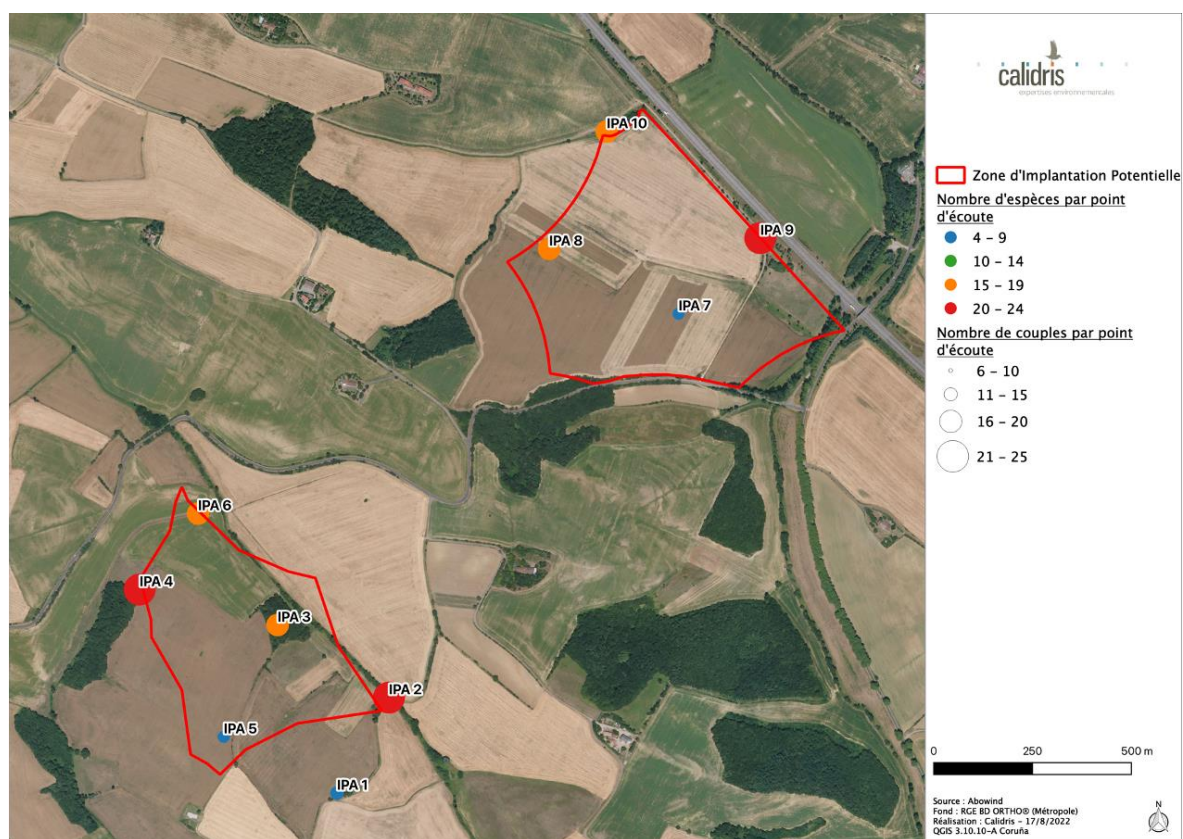 IPA 10
IPA 9
IPA 8
IPA 7
IPA 6
IPA 4
IPA 3
IPA 2
IPA 5
IPA 1
calidris
expertises environnementales
Zone d'Implantation Potentielle
Nombre d'espèces par point
d'écoute
4 - 9
10 - 14
15 - 19
20 - 24
Nombre de couples par point
d'écoute
6 - 10
11 - 15
16 - 20
21 - 25
0 250 500 m
Source : Abowind
Fond : RGE BD ORTHO® (Métropole)
Réalisation : Calidris - 17/8/2022
QGIS 3.10.10-A Coruña
N